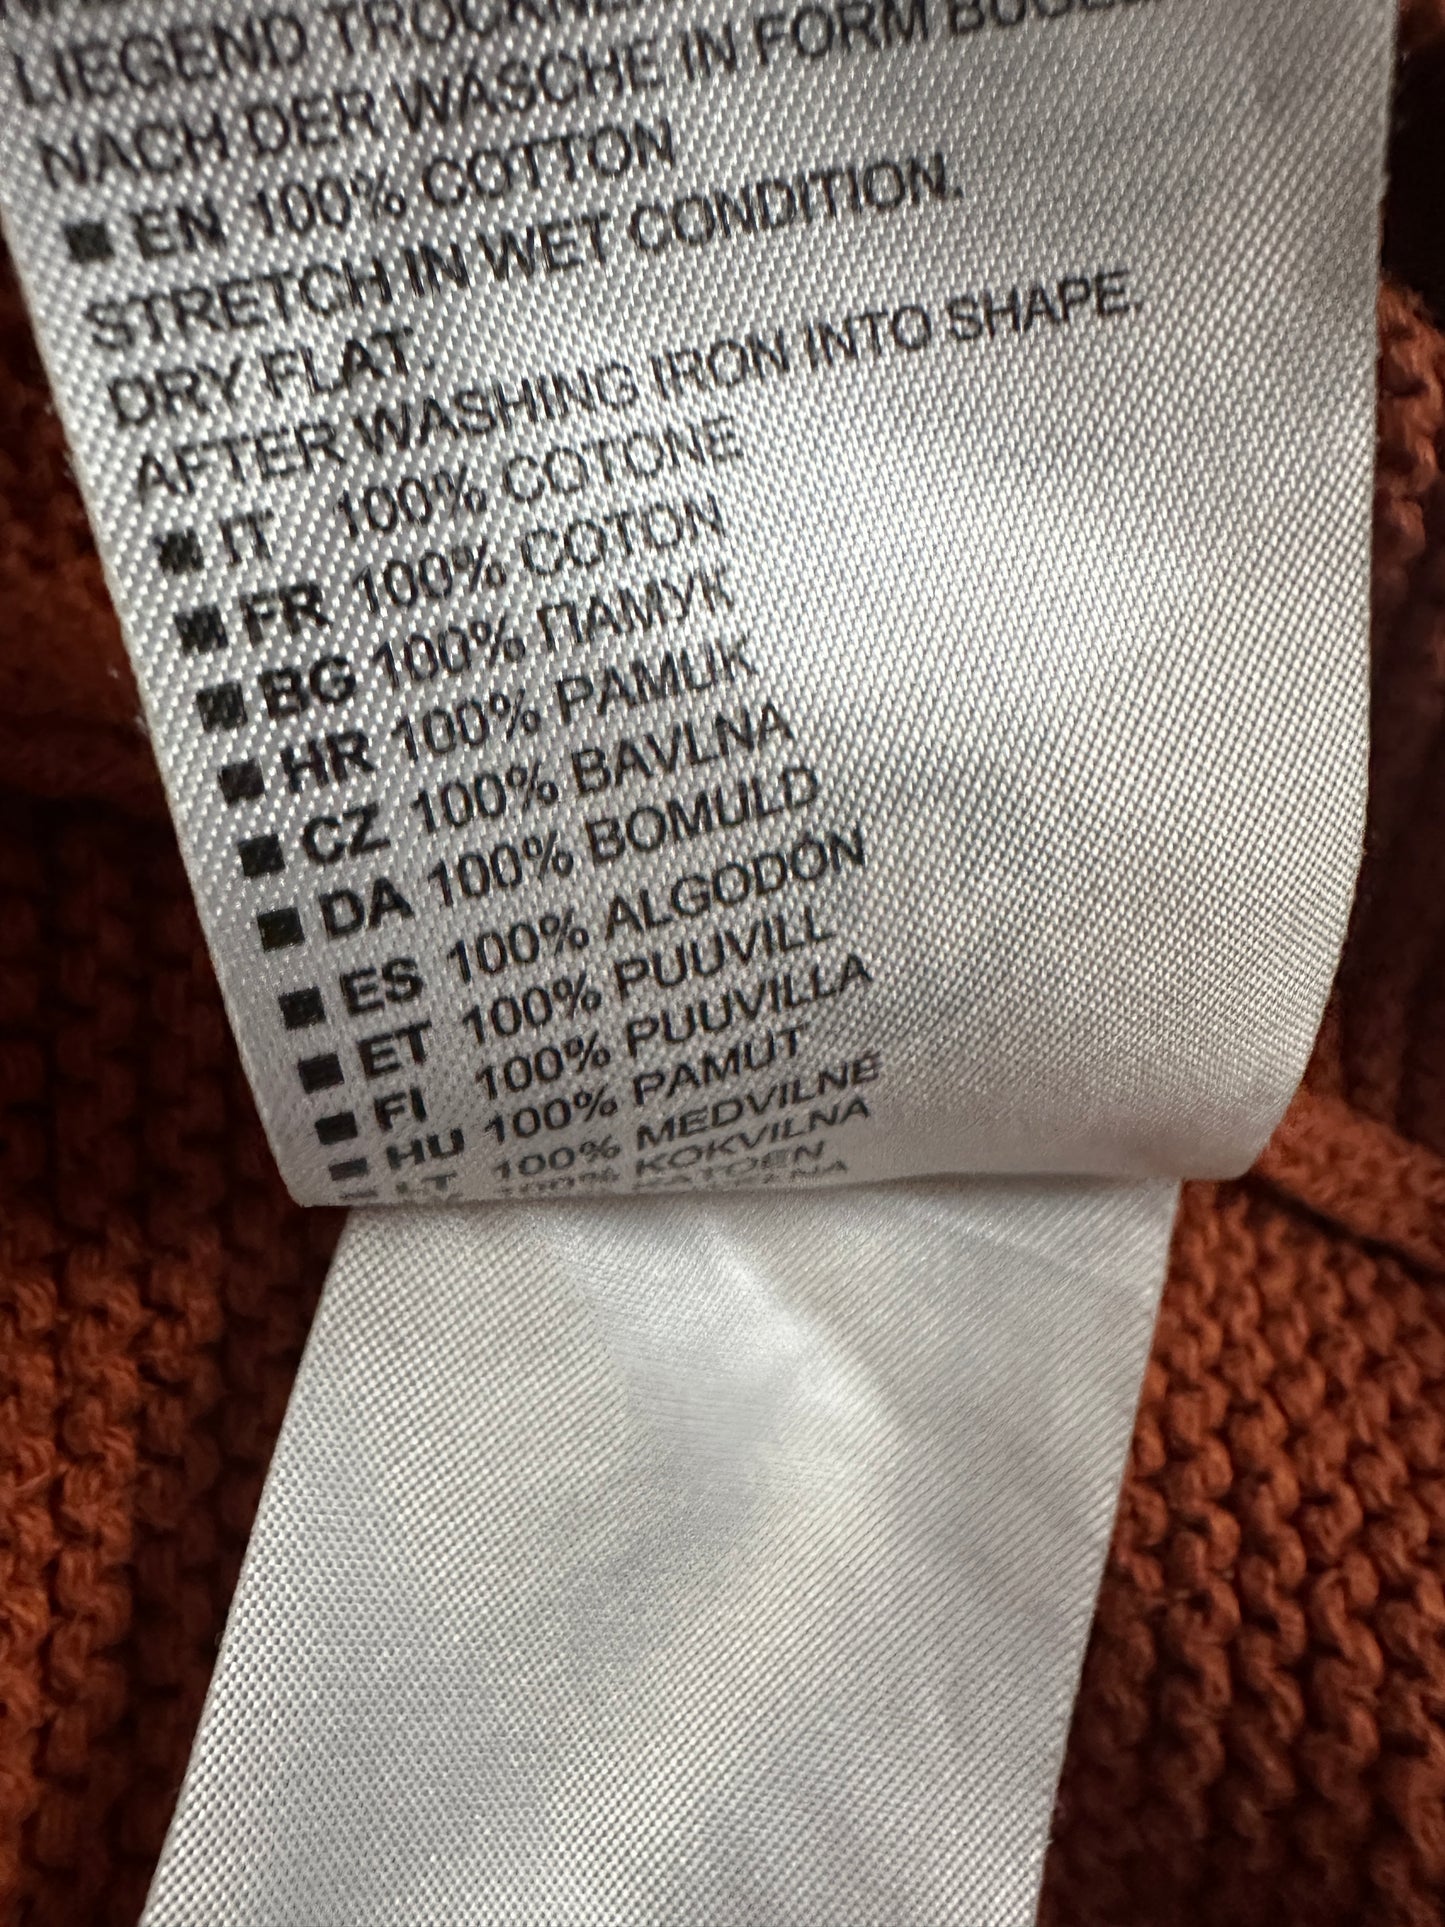 LIEGEND
NACH DER WÄSCHE IN FORM
■ EN 100% COTTON
STRETCH IN WET CONDITION.
DRY FLAT.
AFTER WASHING IRON INTO SHAPE.
■ IT 100% COTONE
■ FR 100% COTON
■ BG 100% ПАМУК
■ HR 100% PAMUK
■ CZ 100% BAVLNA
■ DA 100% BOMULD
■ ES 100% ALGODÓN
■ ET 100% PUUVILL
■ FI 100% PUUVILLA
■ HU 100% PAMUT
■ LT 100% MEDVILNĖ
100% KOKVILNA